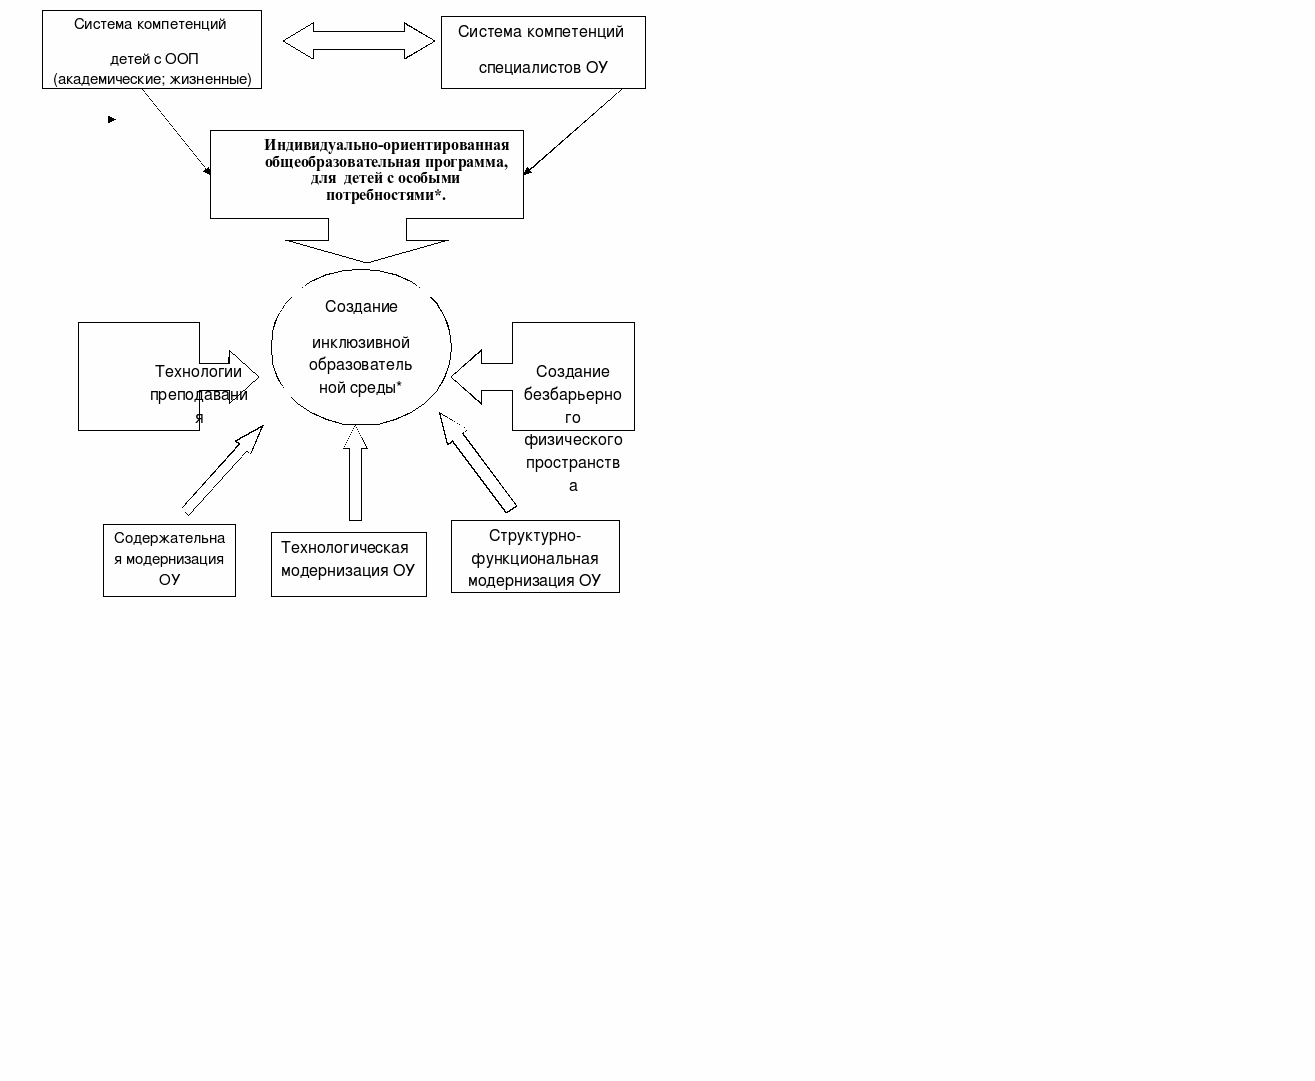 Система компетенций
детей с ООП
(академические; жизненные)
Система компетенций
специалистов ОУ
Индивидуально-ориентированная
общеобразовательная программа,
для детей с особыми
потребностями*.
Создание
инклюзивной
образователь
ной среды*
Технологии
преподавани
я
Создание
безбарьерно
го
физического
пространств
а
Содержательна
я модернизация
ОУ
Технологическая
модернизация ОУ
Структурно-
функциональная
модернизация ОУ